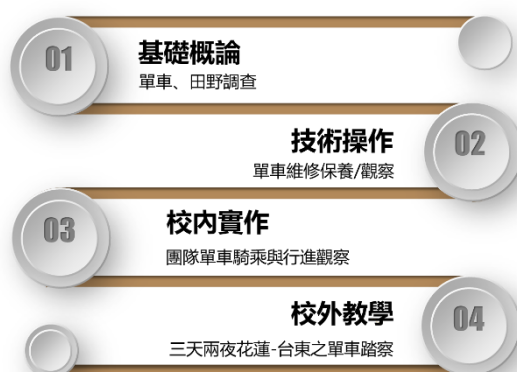 01
基礎概論
單車、田野調查
技術操作
02
單車維修保養/觀察
03
校內實作
團隊單車騎乘與行進觀察
校外教學
04
三天兩夜花蓮-台東之單車踏察